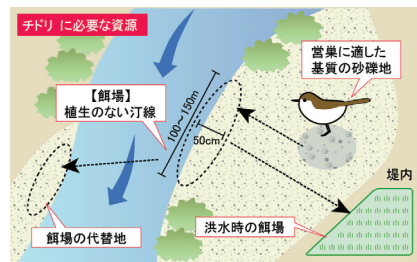 チドリ に必要な資源
【餌場】
植生のない汀線
100～150m
50cm
営巣に適した
基質の砂礫地
堤内
洪水時の餌場
餌場の代替地